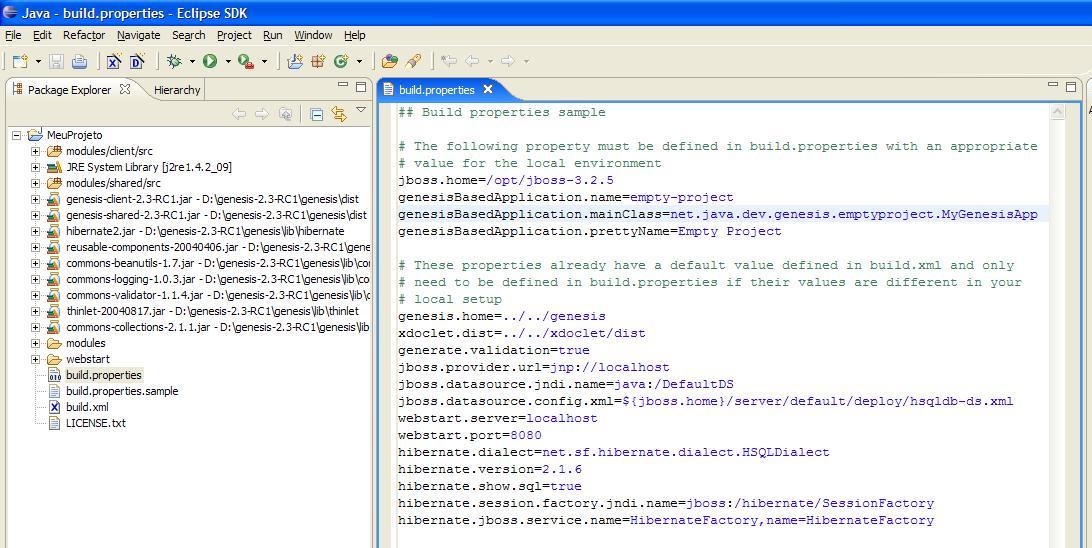 Java - build.properties - Eclipse SDK
File Edit Refactor Navigate Search Project Run Window Help
Package Explorer
Hierarchy
MeuProjeto
modules/client/src
JRE System Library [j2re1.4.2_09]
modules/shared/src
genesis-client-2.3-RC1.jar - D:\genesis-2.3-RC1\genesis\dist
genesis-shared-2.3-RC1.jar - D:\genesis-2.3-RC1\genesis\dist
hibernate2.jar - D:\genesis-2.3-RC1\genesis\lib\hibernate
reusable-components-20040406.jar - D:\genesis-2.3-RC1\genesis
commons-beanutils-1.7.jar - D:\genesis-2.3-RC1\genesis\lib\cor
commons-logging-1.0.3.jar - D:\genesis-2.3-RC1\genesis\lib\co
commons-validator-1.1.4.jar - D:\genesis-2.3-RC1\genesis\lib\c
thinlet-20040817.jar - D:\genesis-2.3-RC1\genesis\lib\thinlet
commons-collections-2.1.1.jar - D:\genesis-2.3-RC1\genesis\lib
modules
webstart
build.properties
build.properties.sample
build.xml
LICENSE.txt
build.properties
## Build properties sample
# The following property must be defined in build.properties with an appropriate
# value for the local environment
jboss.home=/opt/jboss-3.2.5
genesisBasedApplication.name=empty-project
genesisBasedApplication.mainClass=net.java.dev.genesis.emptyproject.MyGenesisApp
genesisBasedApplication.prettyName=Empty Project
# These properties already have a default value defined in build.xml and only
# need to be defined in build.properties if their values are different in your
# local setup
genesis.home=../../genesis
xdoclet.dist=../../xdoclet/dist
generate.validation=true
jboss.provider.url=jnp://localhost
jboss.datasource.jndi.name=java:/DefaultDS
jboss.datasource.config.xml=${jboss.home}/server/default/deploy/hsqldb-ds.xml
webstart.server=localhost
webstart.port=8080
hibernate.dialect=net.sf.hibernate.dialect.HSQLDialect
hibernate.version=2.1.6
hibernate.show.sql=true
hibernate.session.factory.jndi.name=jboss:/hibernate/SessionFactory
hibernate.jboss.service.name=HibernateFactory,name=HibernateFactory